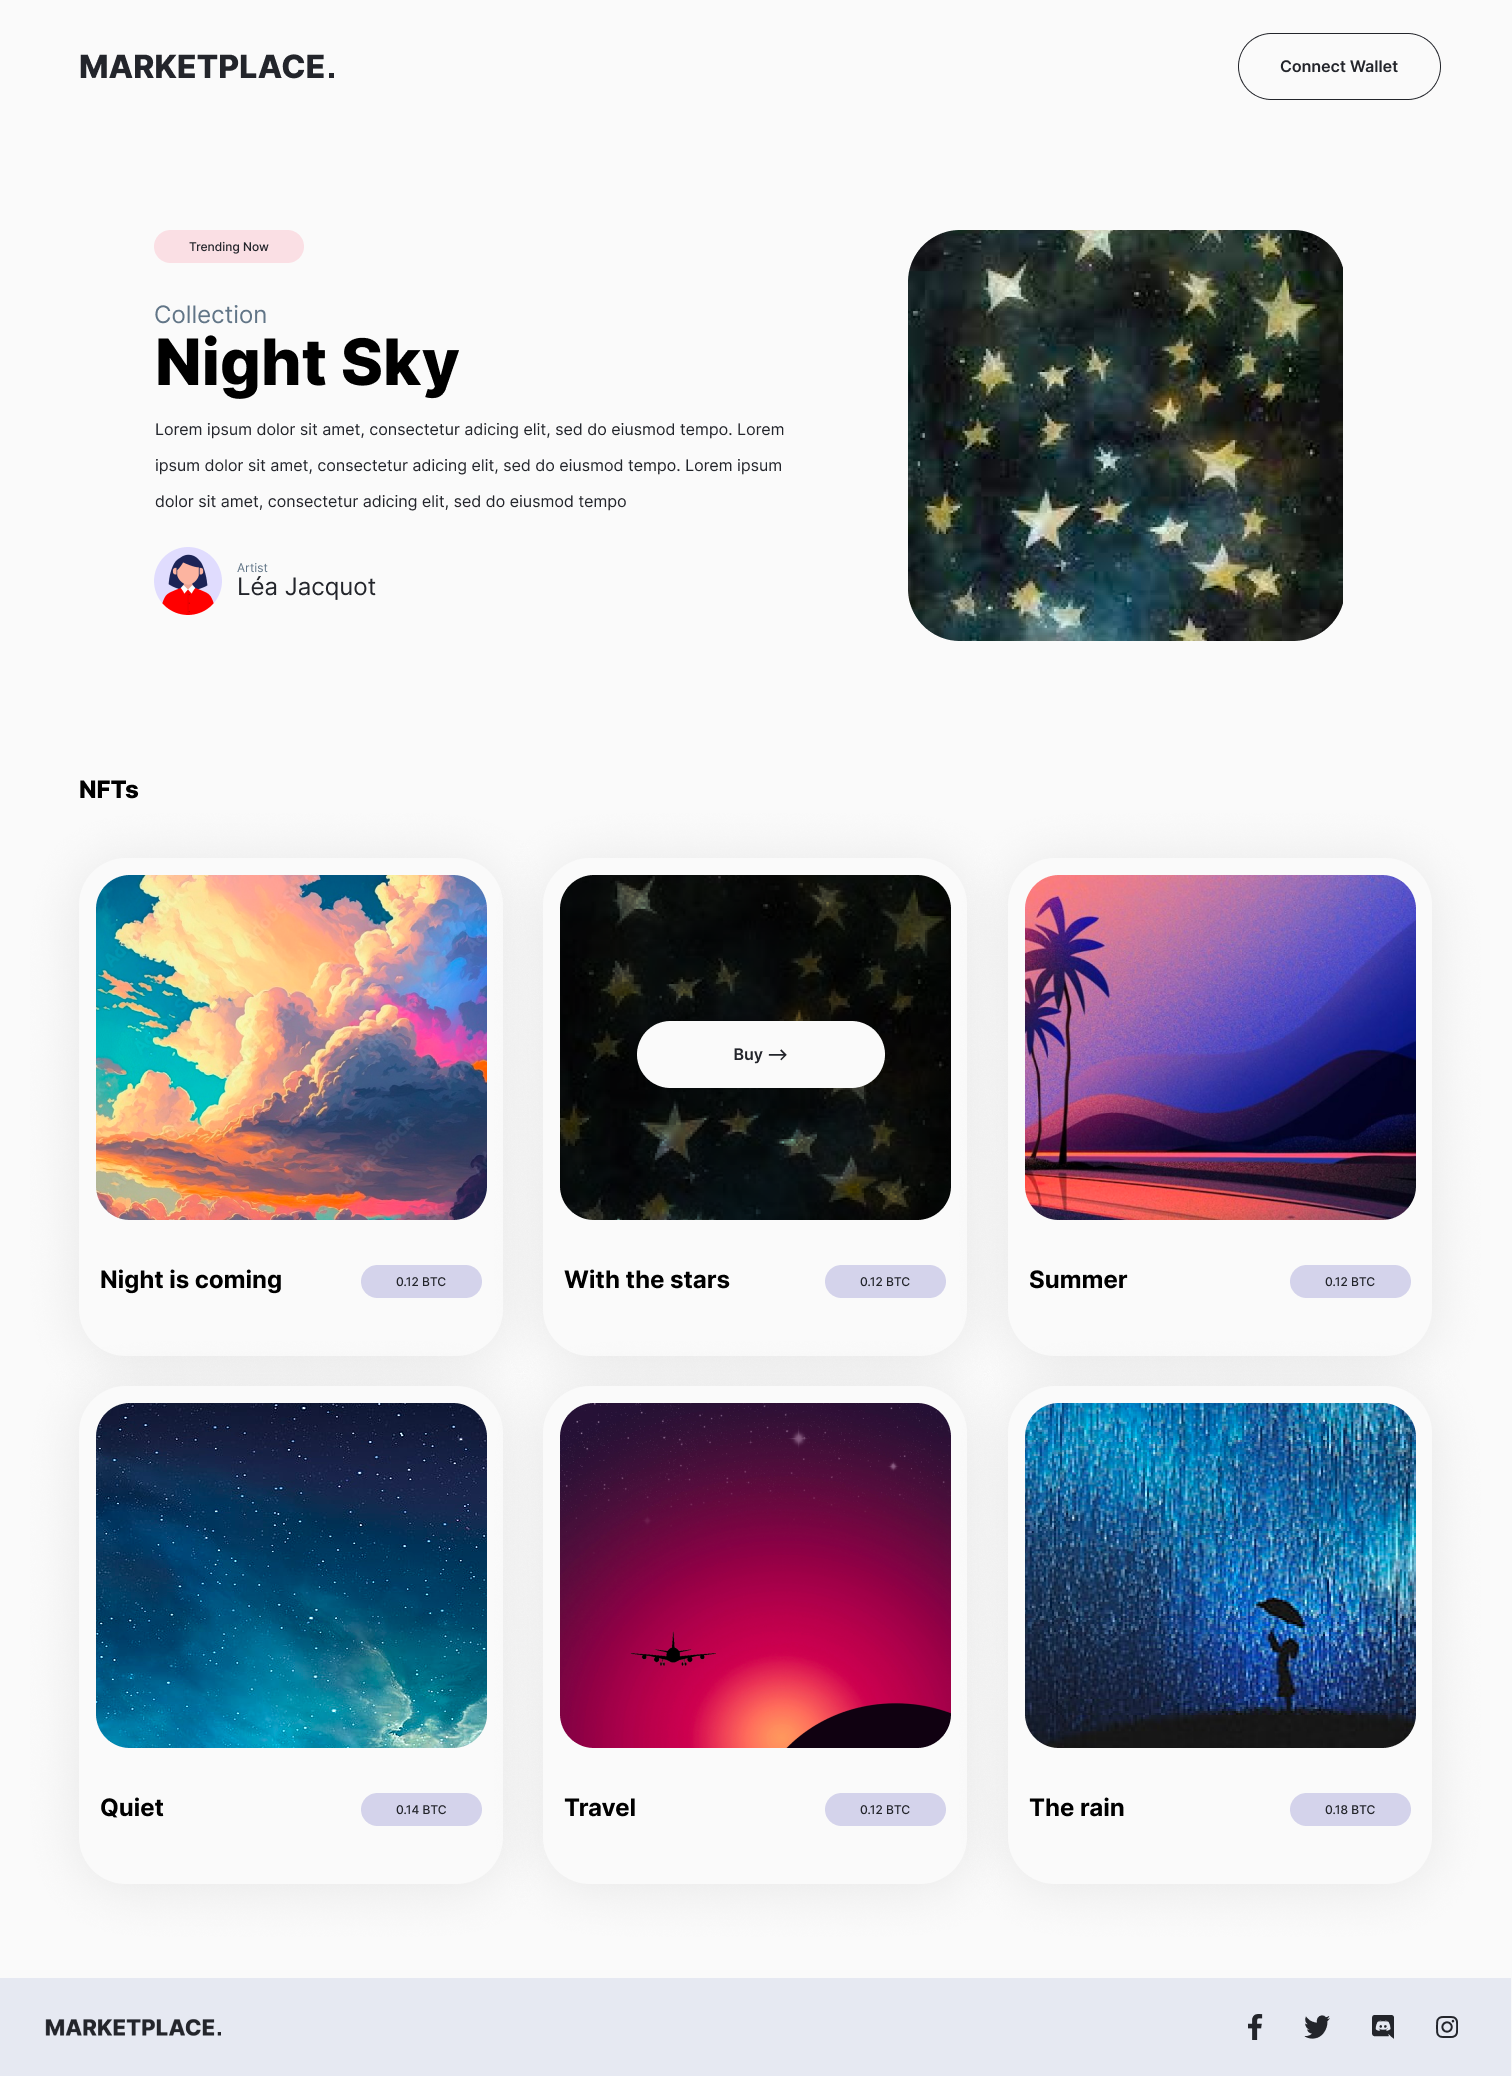 MARKETPLACE.
Connect Wallet
Trending Now
Collection
Night Sky
Lorem ipsum dolor sit amet, consectetur adicing elit, sed do eiusmod tempo. Lorem
ipsum dolor sit amet, consectetur adicing elit, sed do eiusmod tempo. Lorem ipsum
dolor sit amet, consectetur adicing elit, sed do eiusmod tempo
Artist
Léa Jacquot
NFTs
Buy →
Night is coming
0.12 BTC
With the stars
0.12 BTC
Summer
0.12 BTC
Quiet
0.14 BTC
Travel
0.12 BTC
The rain
0.18 BTC
MARKETPLACE.